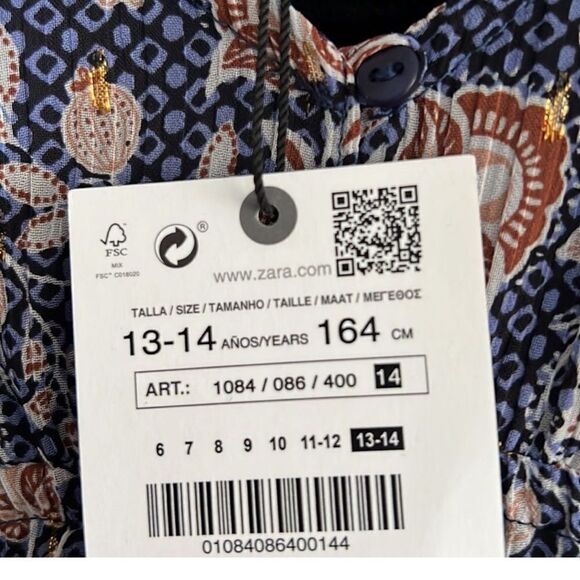 FSC
MIX
FSC™ C018020
®
www.zara.com
TALLA / SIZE / TAMANHO / TAILLE / MAAT / ΜΕΓΕΘΟΣ
13-14 AÑOS/YEARS 164 CM
ART.: 1084 / 086 / 400 14
6 7 8 9 10 11-12 13-14
01084086400144